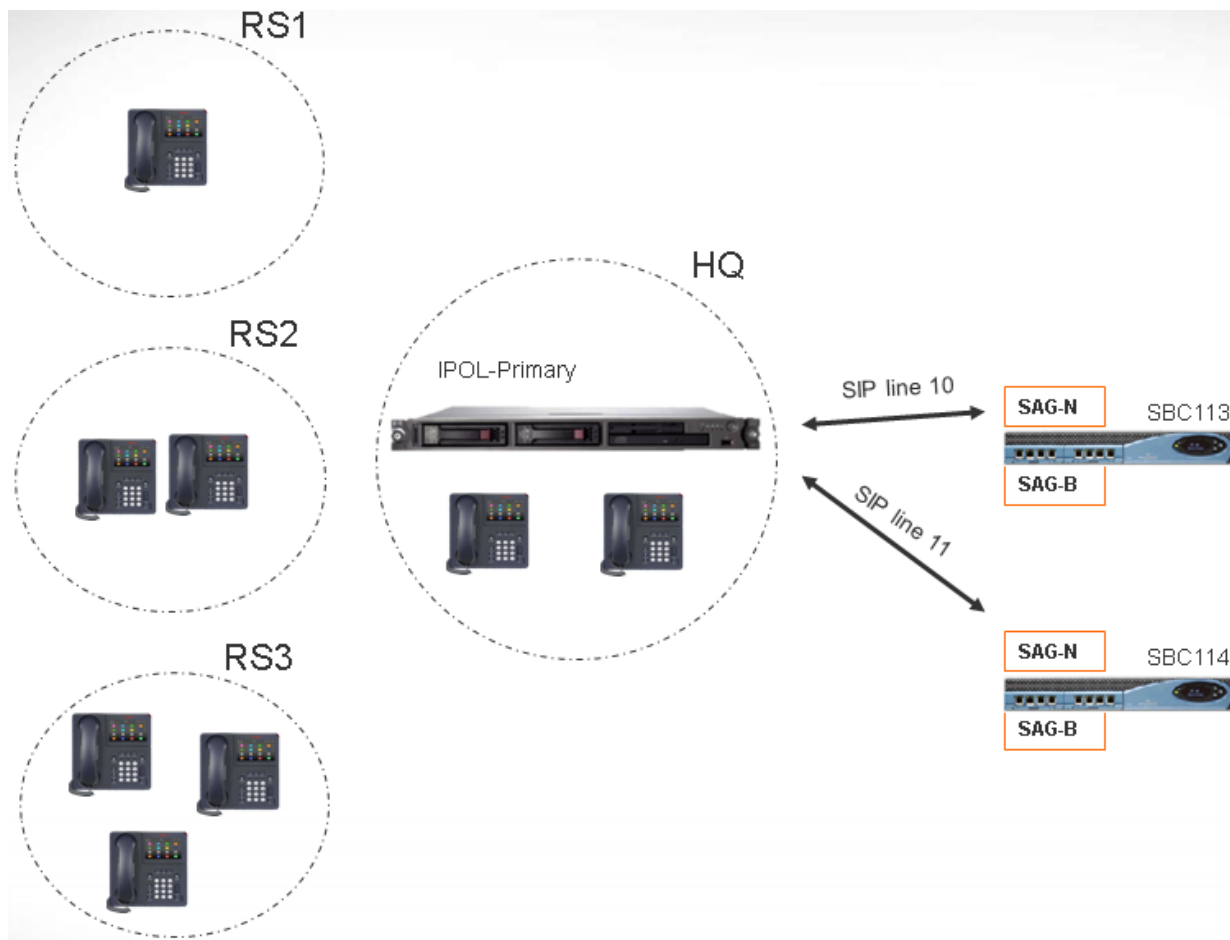 RS1
HQ
RS2
IPOL-Primary
SIP line 10
SAG-N
SBC113
SAG-B
SIP line 11
RS3
SAG-N
SBC114
SAG-B